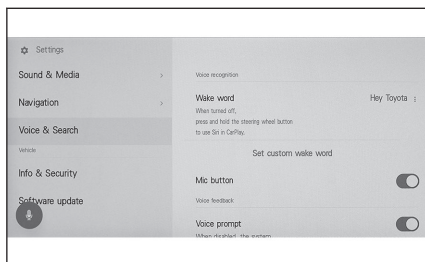 Settings
Sound & Media
Navigation
Voice & Search
Vehicle
Info & Security
Software update
Voice recognition
Wake word
Hey Toyota
When turned off,
press and hold the steering wheel button
to use Siri in CarPlay.
Set custom wake word
Mic button
Voice feedback
Voice prompt
When disabled, the system